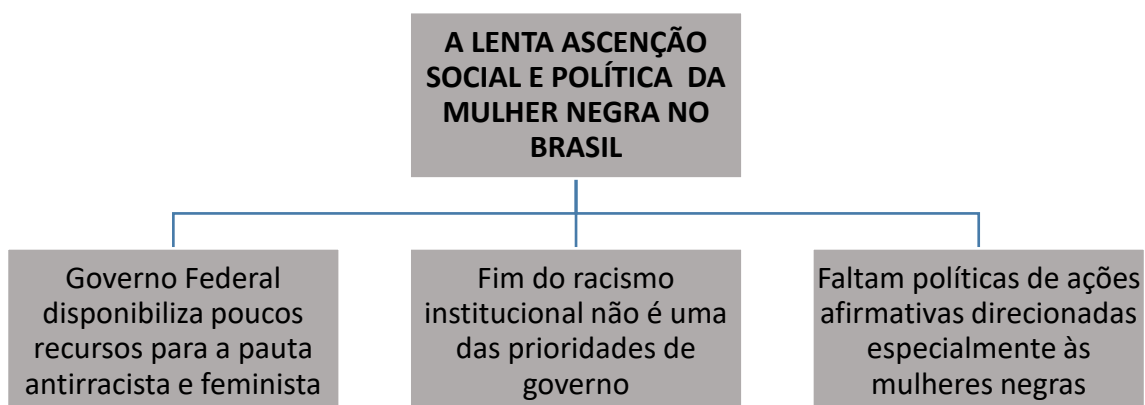 A LENTA ASCENÇÃO
SOCIAL E POLÍTICA  DA
MULHER NEGRA NO
BRASIL
Governo Federal
disponibiliza poucos
recursos para a pauta
antirracista e feminista
Fim do racismo
institucional não é uma
das prioridades de
governo
Faltam políticas de ações
afirmativas direcionadas
especialmente às
mulheres negras